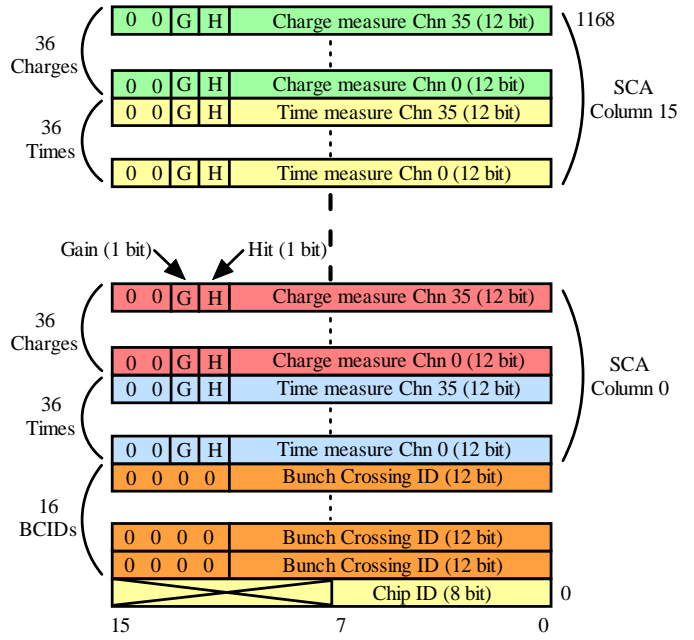 36
Charges
0 0 G H Charge measure Chn 35 (12 bit) 1168
0 0 G H Charge measure Chn 0 (12 bit)
SCA
Column 15
36
Times
0 0 G H Time measure Chn 35 (12 bit)
0 0 G H Time measure Chn 0 (12 bit)
Gain (1 bit) Hit (1 bit)
36
Charges
0 0 G H Charge measure Chn 35 (12 bit)
0 0 G H Charge measure Chn 0 (12 bit)
SCA
Column 0
36
Times
0 0 G H Time measure Chn 35 (12 bit)
0 0 G H Time measure Chn 0 (12 bit)
16
BCIDs
0 0 0 0 Bunch Crossing ID (12 bit)
0 0 0 0 Bunch Crossing ID (12 bit)
0 0 0 0 Bunch Crossing ID (12 bit)
Chip ID (8 bit) 0
15 7 0